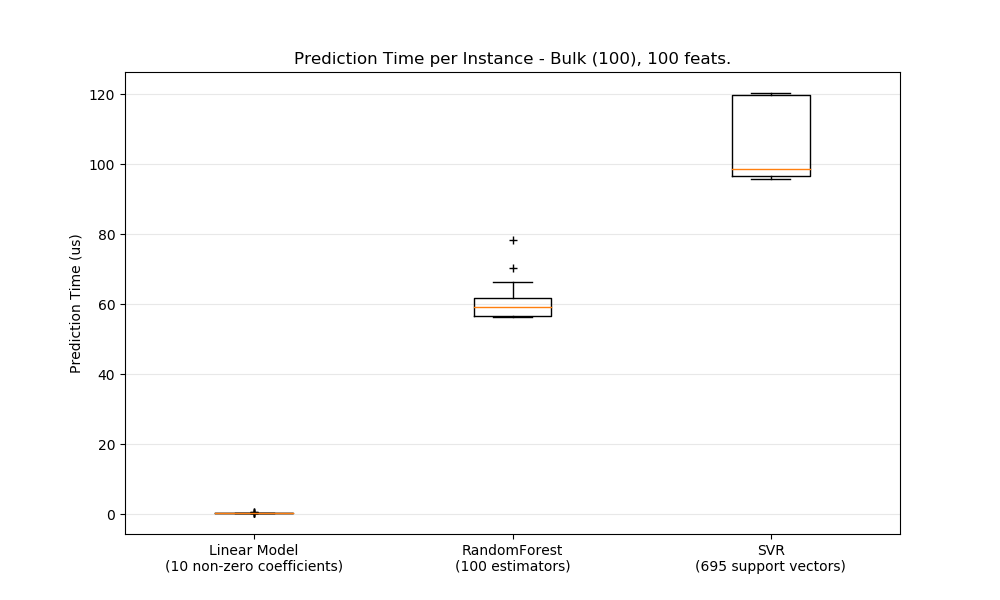 Prediction Time per Instance - Bulk (100), 100 feats.
120
100
80
60
40
20
0
Prediction Time (us)
Linear Model
(10 non-zero coefficients)
RandomForest
(100 estimators)
SVR
(695 support vectors)